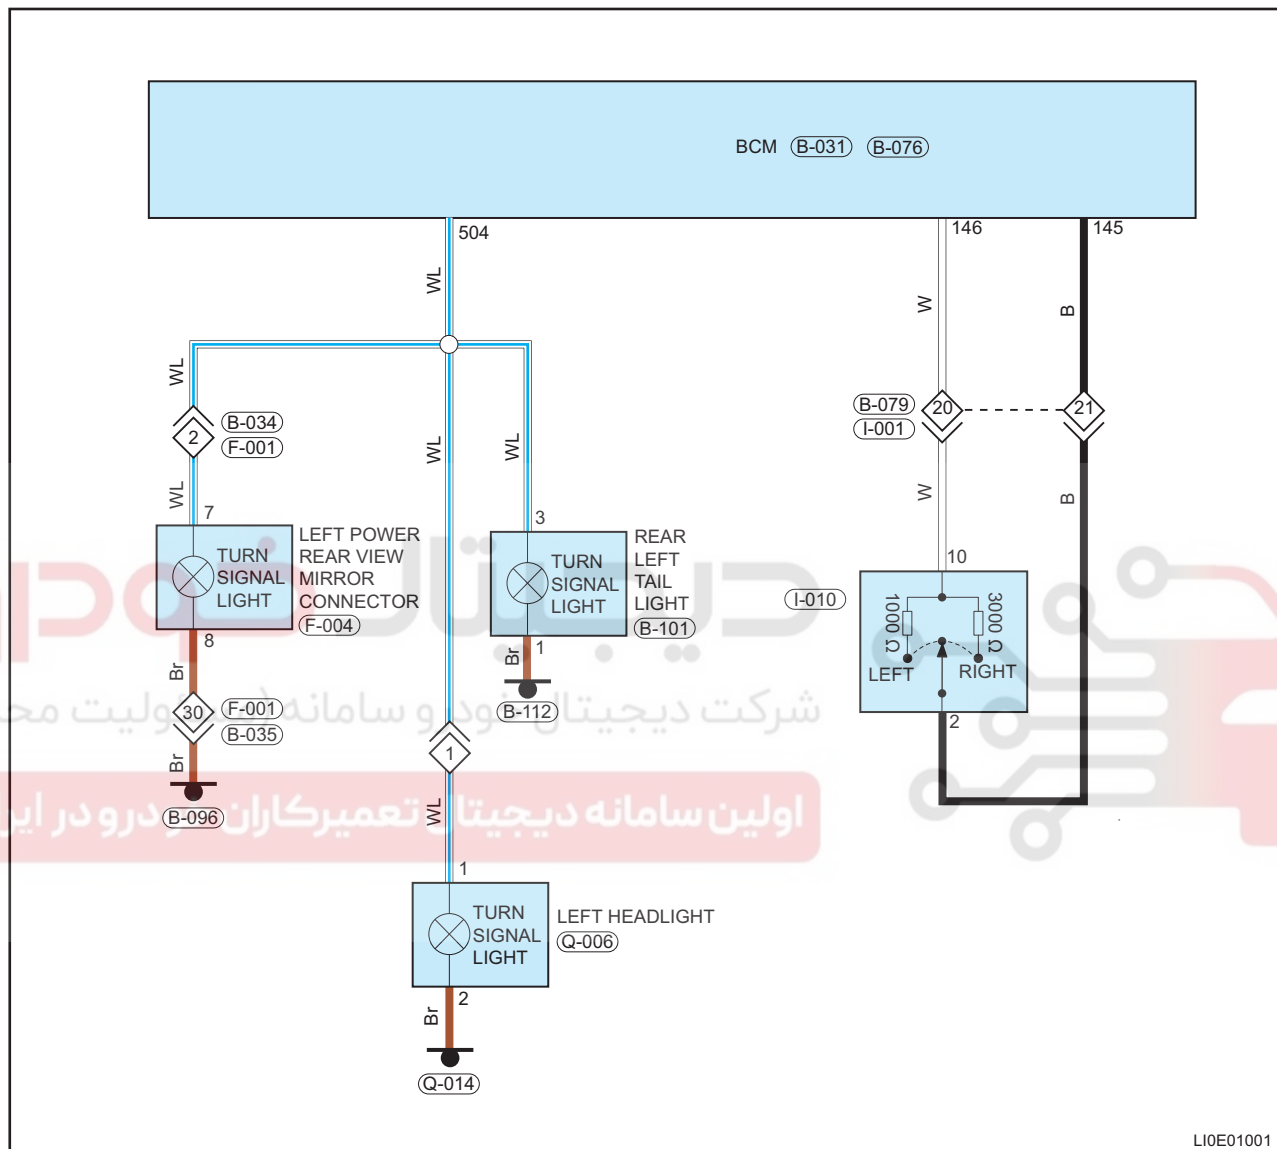 BCM B-031 B-076
504
146
145
WL
W
B
WL
B-034
F-001
2
WL
WL
B-079
I-001
20
21
WL
7
TURN
SIGNAL
LIGHT
8
LEFT POWER
REAR VIEW
MIRROR
CONNECTOR
F-004
3
TURN
SIGNAL
LIGHT
1
REAR
LEFT
TAIL
LIGHT
B-101
W
B
10
I-010
1000 Ω
3000 Ω
LEFT
RIGHT
2
Br
30
F-001
B-035
Br
B-096
Br
B-112
1
WL
1
TURN
SIGNAL
LIGHT
LEFT HEADLIGHT
Q-006
2
Br
Q-014
دیجیتال خودرو
شرکت دیجیتال خودرو سامانه
اولین سامانه دیجیتال تعمیرکاران خودرو در این
LI0E01001